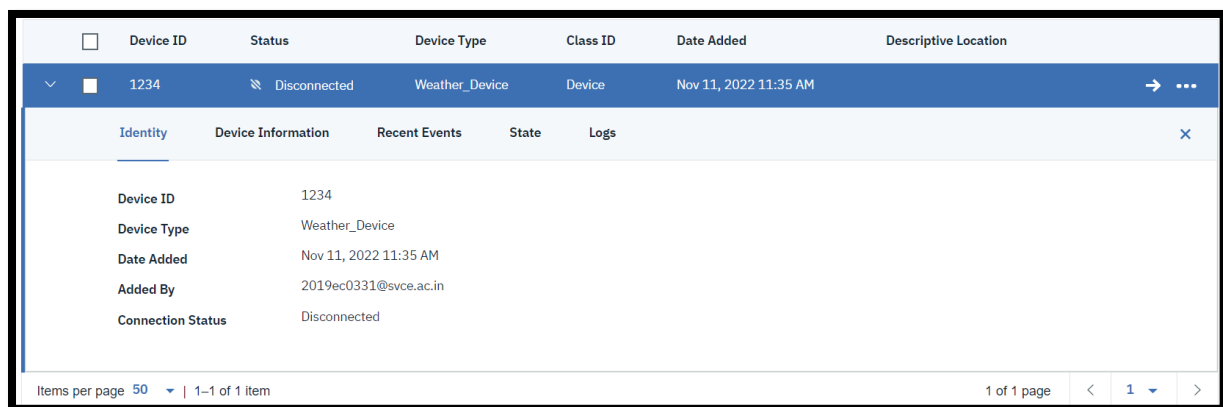 Device ID Status Device Type Class ID Date Added Descriptive Location
1234 Disconnected Weather_Device Device Nov 11, 2022 11:35 AM
Identity Device Information Recent Events State Logs
Device ID 1234
Device Type Weather_Device
Date Added Nov 11, 2022 11:35 AM
Added By 2019ec0331@svce.ac.in
Connection Status Disconnected
Items per page 50 | 1–1 of 1 item 1 of 1 page 1